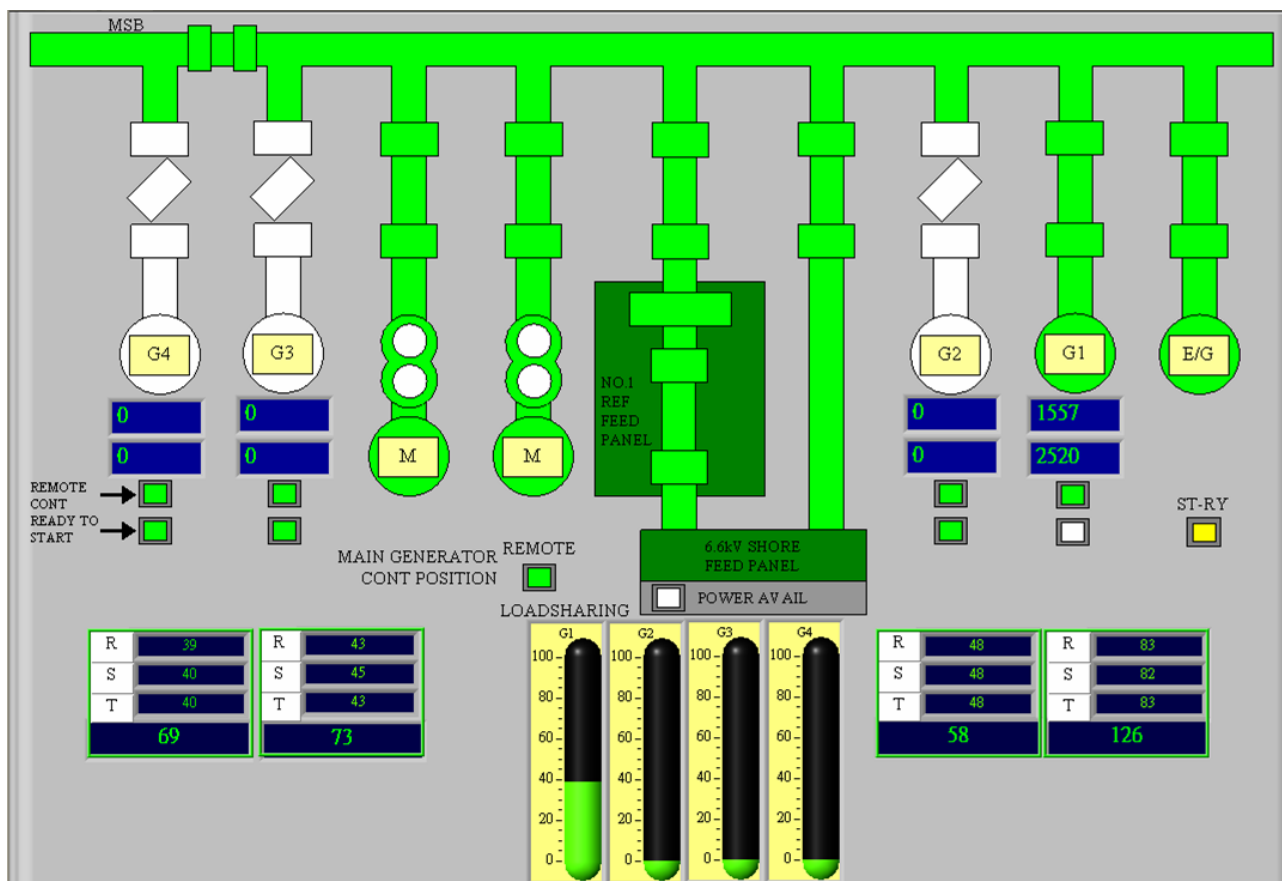 MSB
G4
G3
G2
G1
E/G
0
0
0
1557
0
0
0
2520
M
M
NO.1
REF
FEED
PANEL
REMOTE
CONT
READY TO
START
ST-RY
MAIN GENERATOR
CONT POSITION
REMOTE
6.6kV SHORE
FEED PANEL
POWER AVAIL
LOADSHARING
R 39
S 40
T 40
69
R 43
S 45
T 43
73
G1
100
80
60
40
20
0
G2
100
80
60
40
20
0
G3
100
80
60
40
20
0
G4
100
80
60
40
20
0
R 48
S 48
T 48
58
R 83
S 82
T 83
126